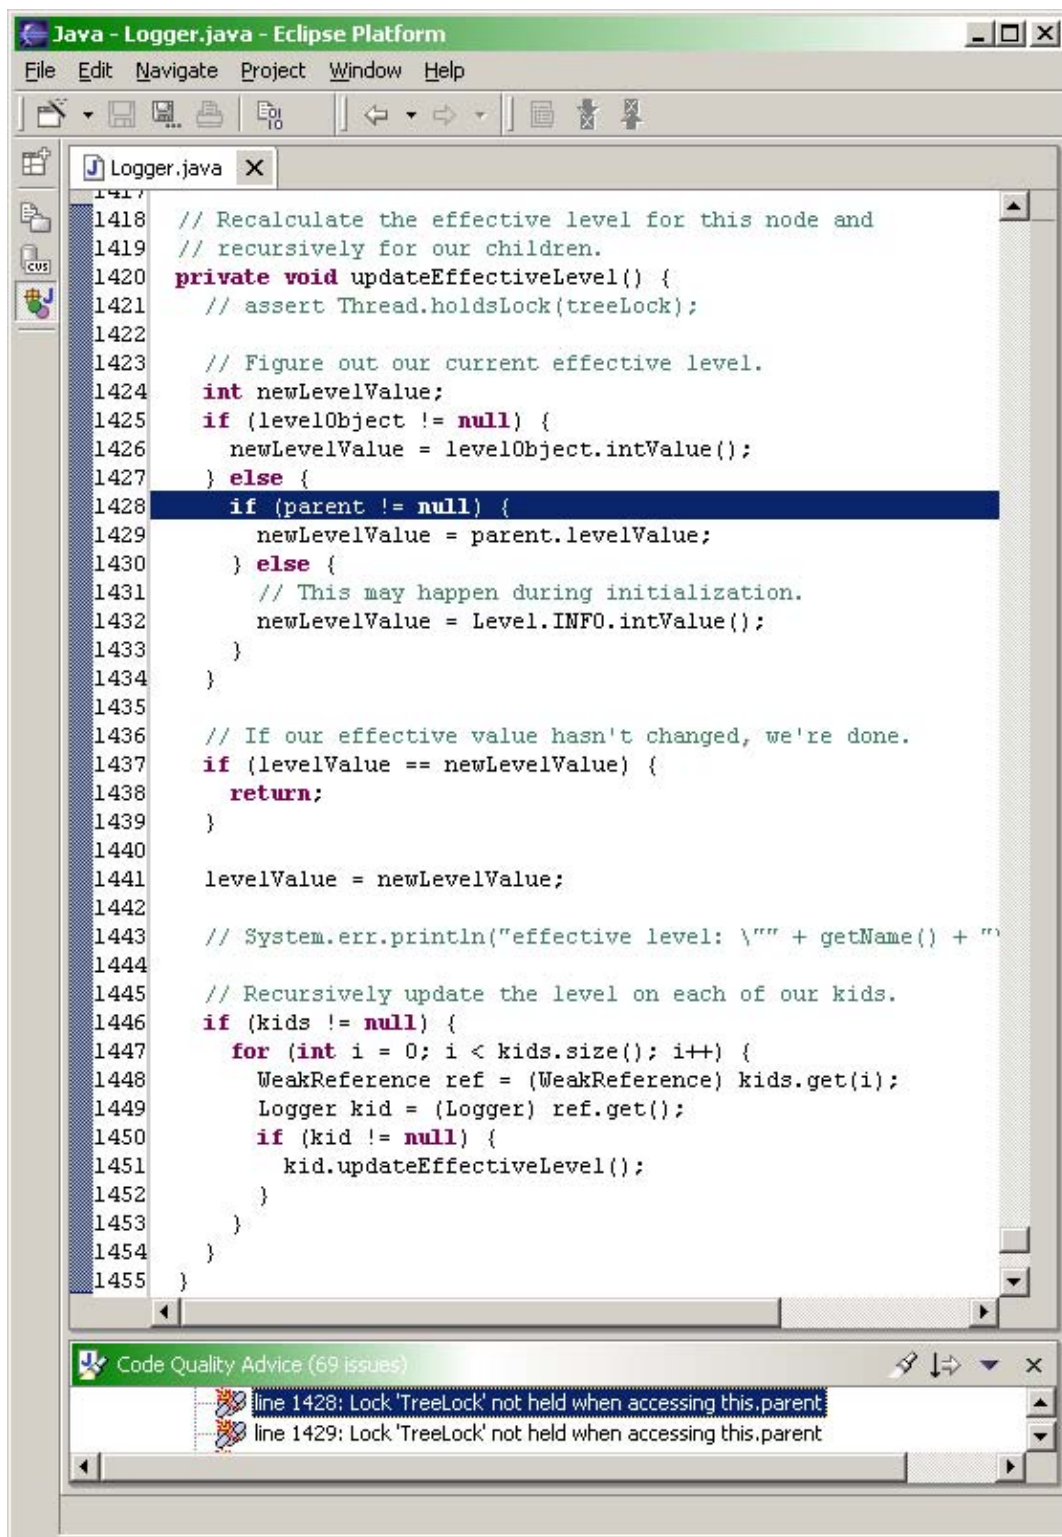 Java - Logger.java - Eclipse Platform
File Edit Navigate Project Window Help
Logger.java
1417
1418 // Recalculate the effective level for this node and
1419 // recursively for our children.
1420 private void updateEffectiveLevel() {
1421 // assert Thread.holdsLock(treeLock);
1422
1423 // Figure out our current effective level.
1424 int newLevelValue;
1425 if (levelObject != null) {
1426 newLevelValue = levelObject.intValue();
1427 } else {
1428 if (parent != null) {
1429 newLevelValue = parent.levelValue;
1430 } else {
1431 // This may happen during initialization.
1432 newLevelValue = Level.INFO.intValue();
1433 }
1434 }
1435
1436 // If our effective value hasn't changed, we're done.
1437 if (levelValue == newLevelValue) {
1438 return;
1439 }
1440
1441 levelValue = newLevelValue;
1442
1443 // System.err.println("effective level: \"" + getName() + "\
1444
1445 // Recursively update the level on each of our kids.
1446 if (kids != null) {
1447 for (int i = 0; i < kids.size(); i++) {
1448 WeakReference ref = (WeakReference) kids.get(i);
1449 Logger kid = (Logger) ref.get();
1450 if (kid != null) {
1451 kid.updateEffectiveLevel();
1452 }
1453 }
1454 }
1455 }
Code Quality Advice (69 issues)
line 1428: Lock 'TreeLock' not held when accessing this.parent
line 1429: Lock 'TreeLock' not held when accessing this.parent
CVS